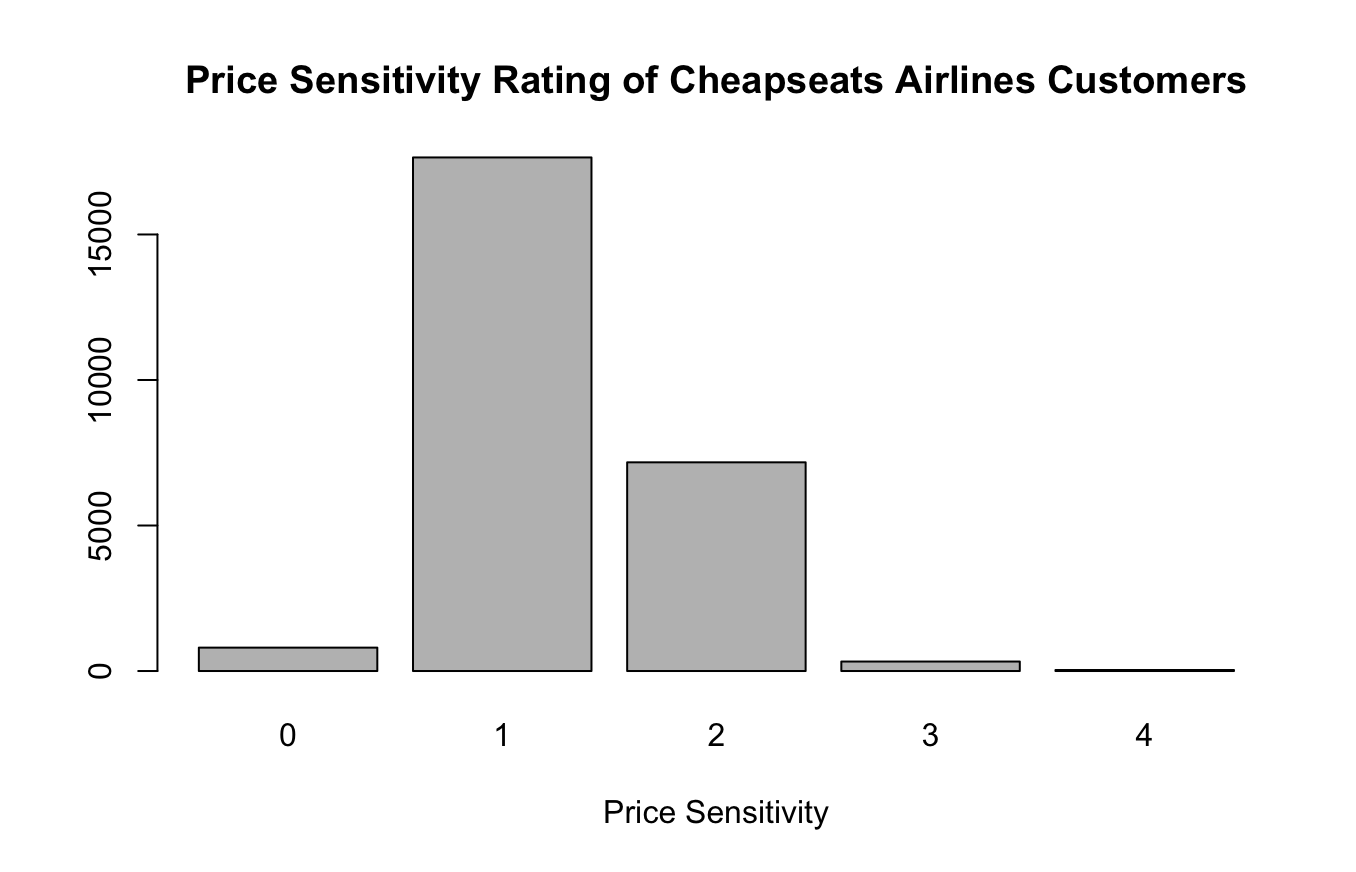 Price Sensitivity Rating of Cheapseats Airlines Customers
15000
10000
5000
0
0 1 2 3 4
Price Sensitivity